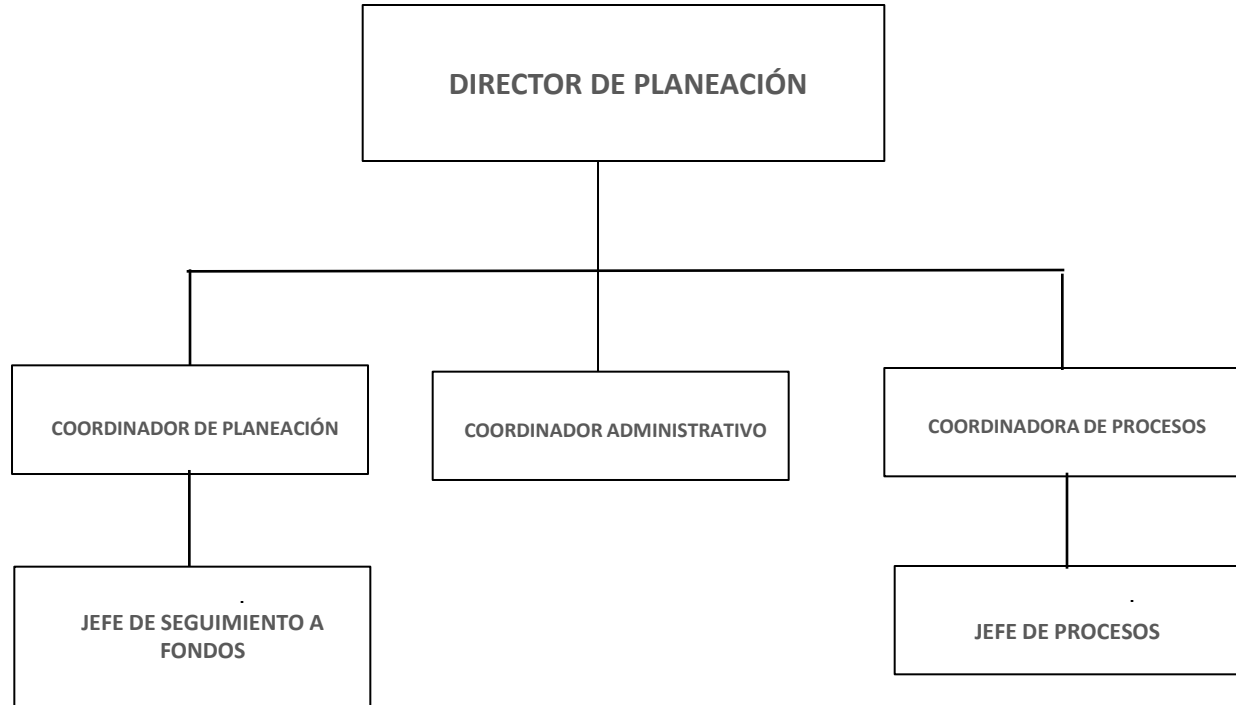 DIRECTOR DE PLANEACIÓN
COORDINADOR DE PLANEACIÓN
COORDINADOR ADMINISTRATIVO
COORDINADORA DE PROCESOS
.
JEFE DE SEGUIMIENTO A
FONDOS
.
JEFE DE PROCESOS